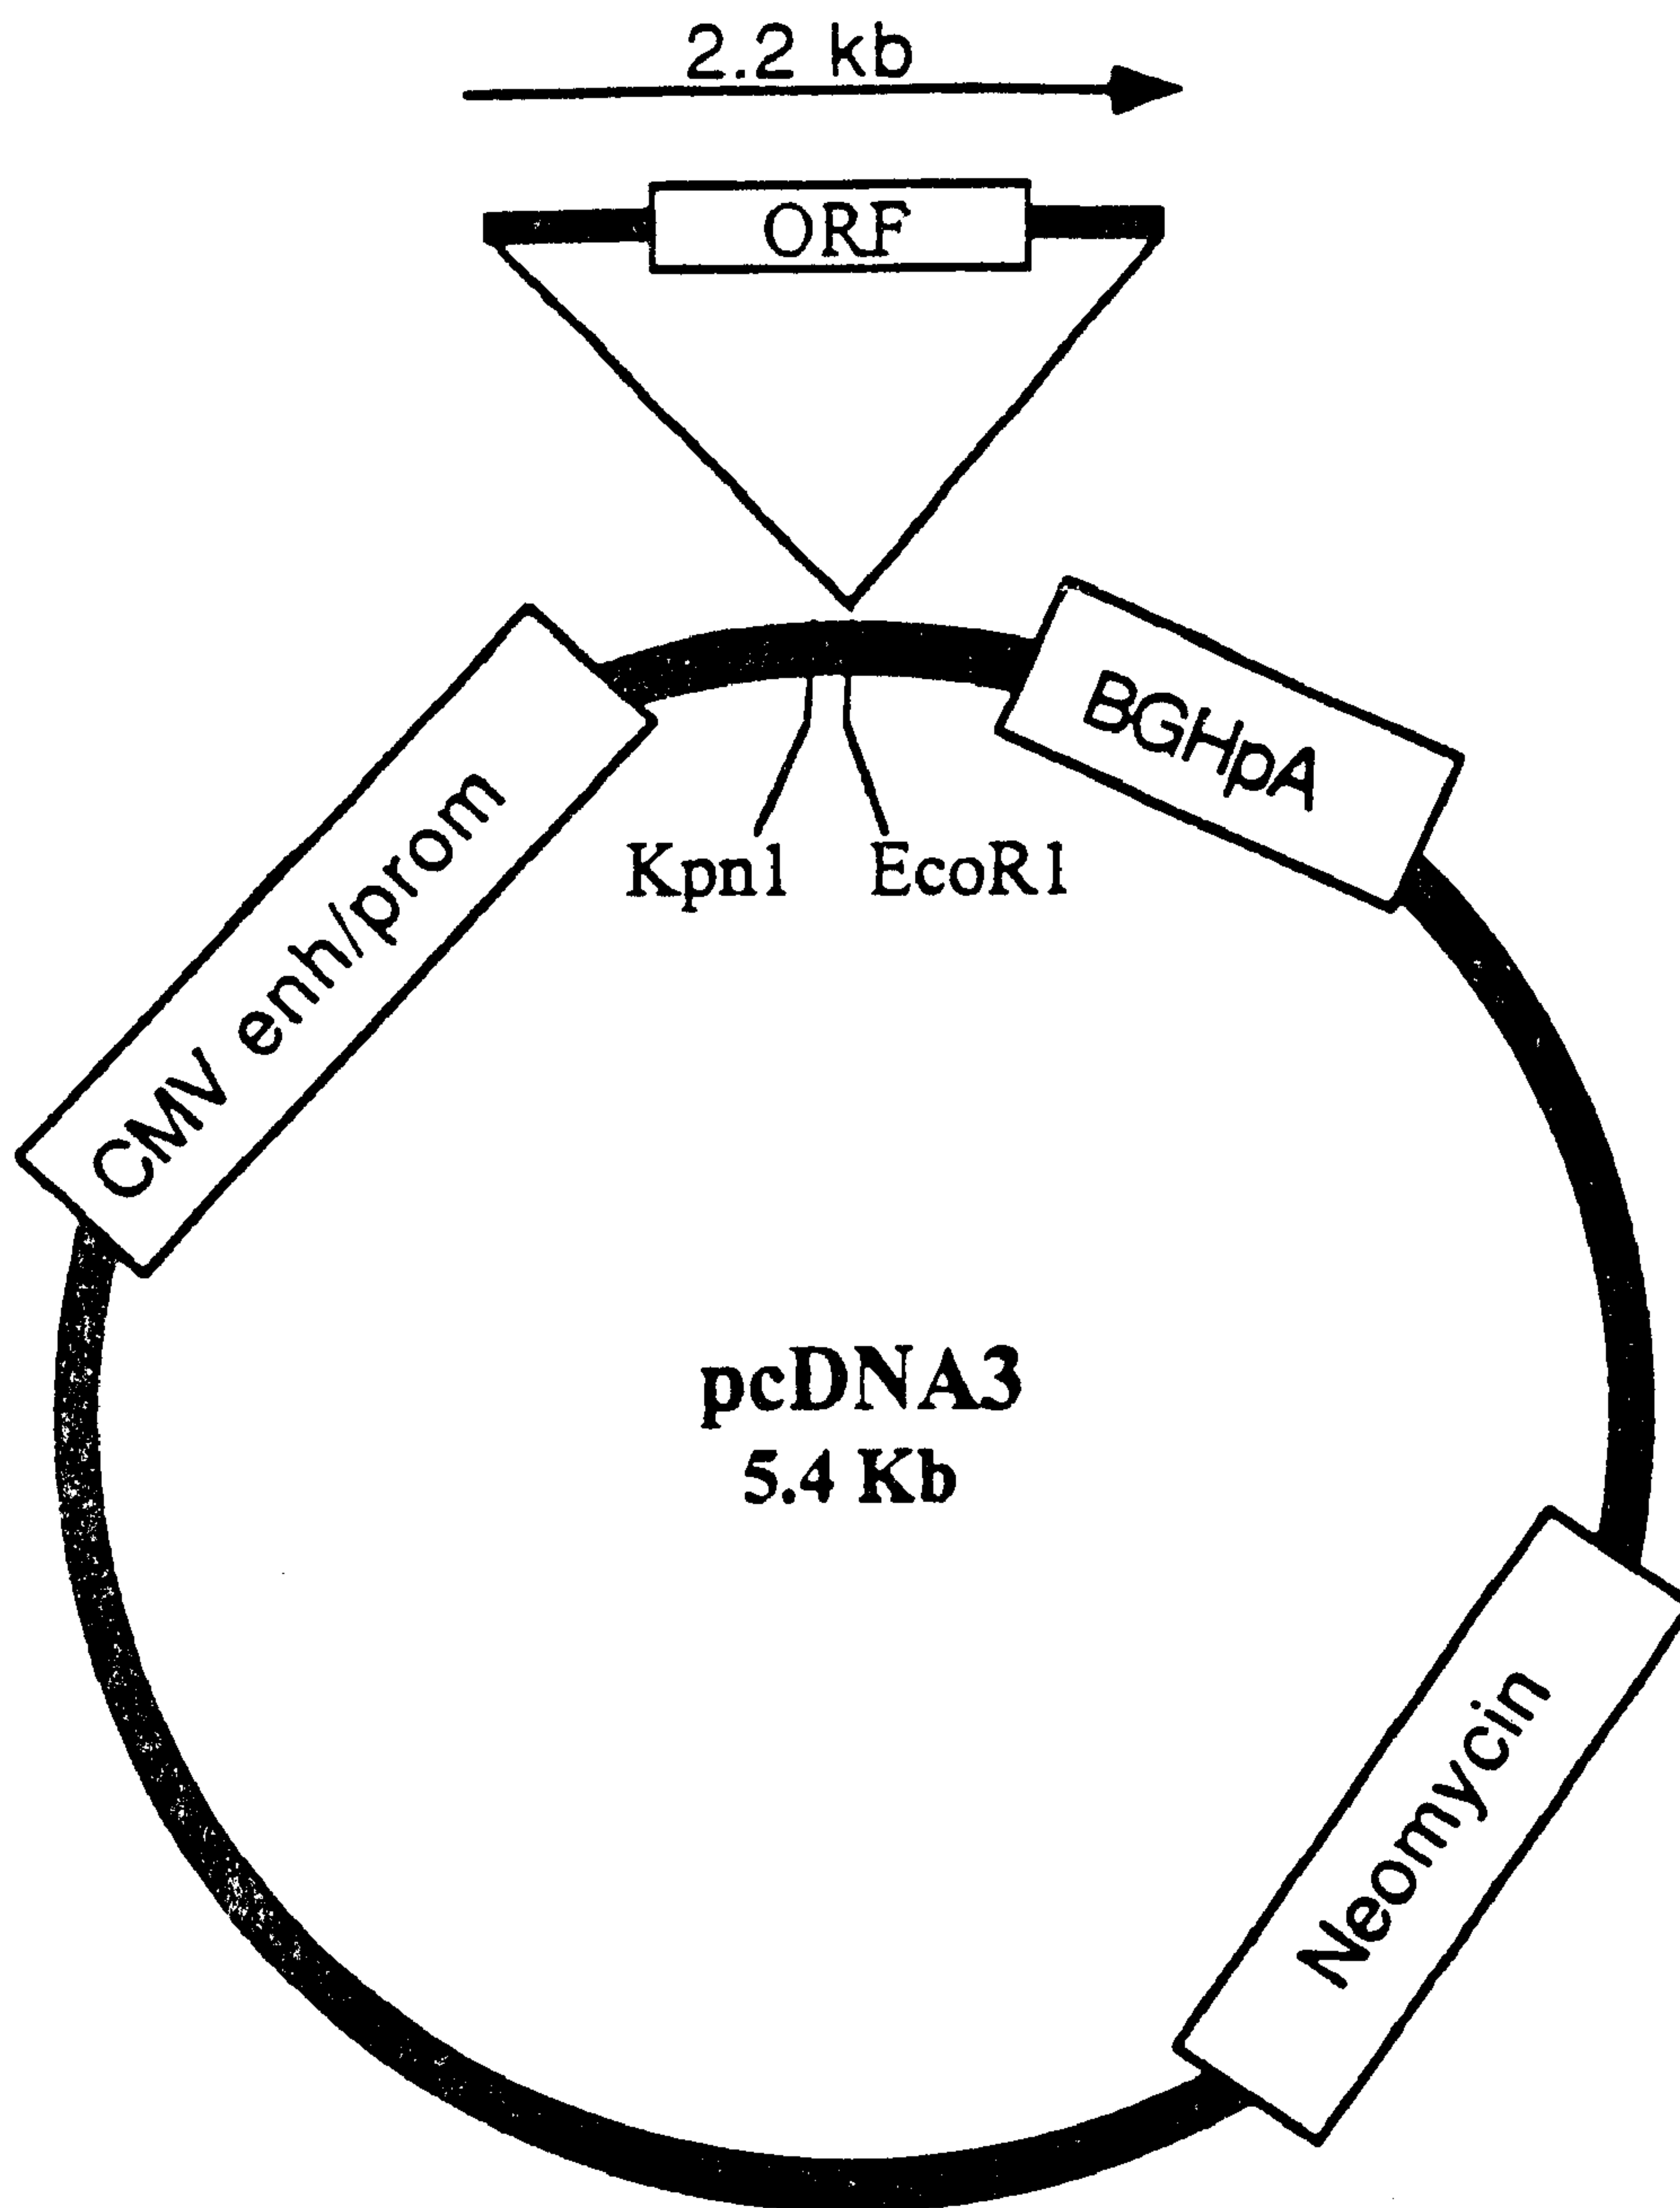 2.2 kb
ORF
CMV enh/prom
BGHpA
Kpn1
EcoR1
pcDNA3
5.4 Kb
Neomycin